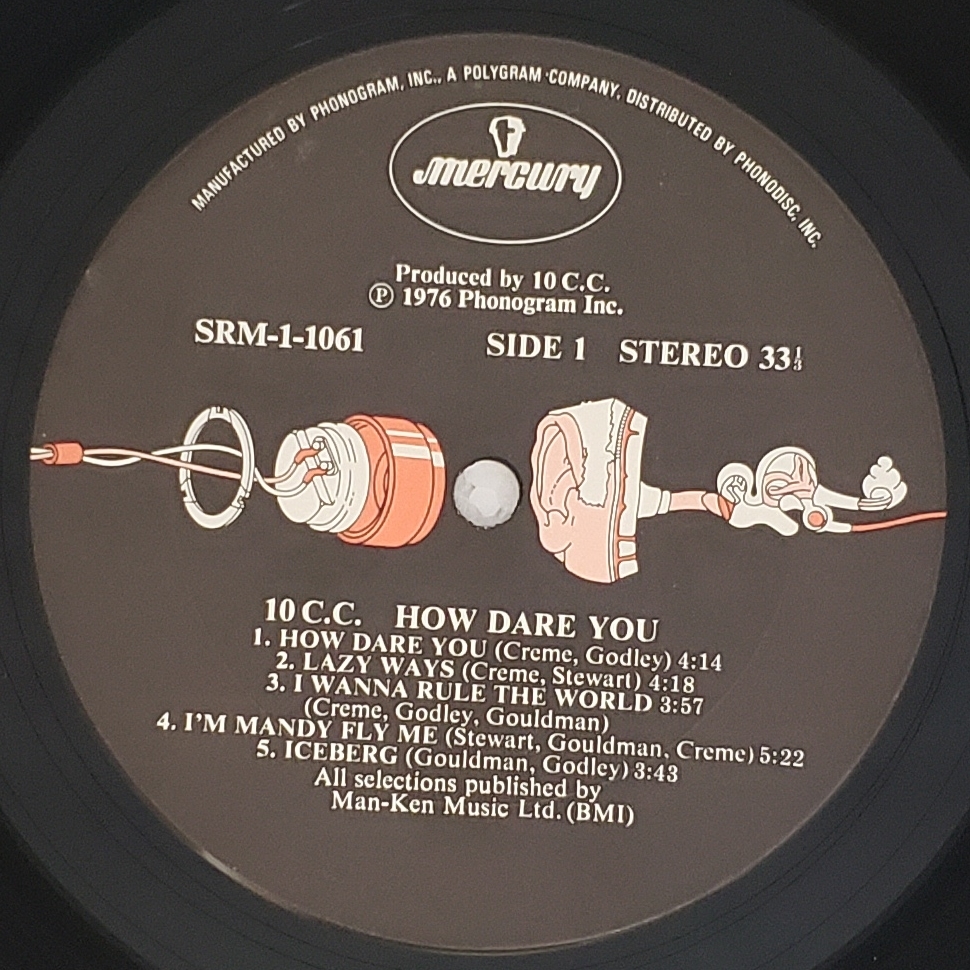 MANUFACTURED BY PHONOGRAM, INC., A POLYGRAM COMPANY, DISTRIBUTED BY PHONODISC, INC.
mercury
Produced by 10 C.C.
Ⓟ 1976 Phonogram Inc.
SRM-1-1061 SIDE 1 STEREO 33⅓
10 C.C. HOW DARE YOU
1. HOW DARE YOU (Creme, Godley) 4:14
2. LAZY WAYS (Creme, Stewart) 4:18
3. I WANNA RULE THE WORLD 3:57
(Creme, Godley, Gouldman)
4. I'M MANDY FLY ME (Stewart, Gouldman, Creme) 5:22
5. ICEBERG (Gouldman, Godley) 3:43
All selections published by
Man-Ken Music Ltd. (BMI)